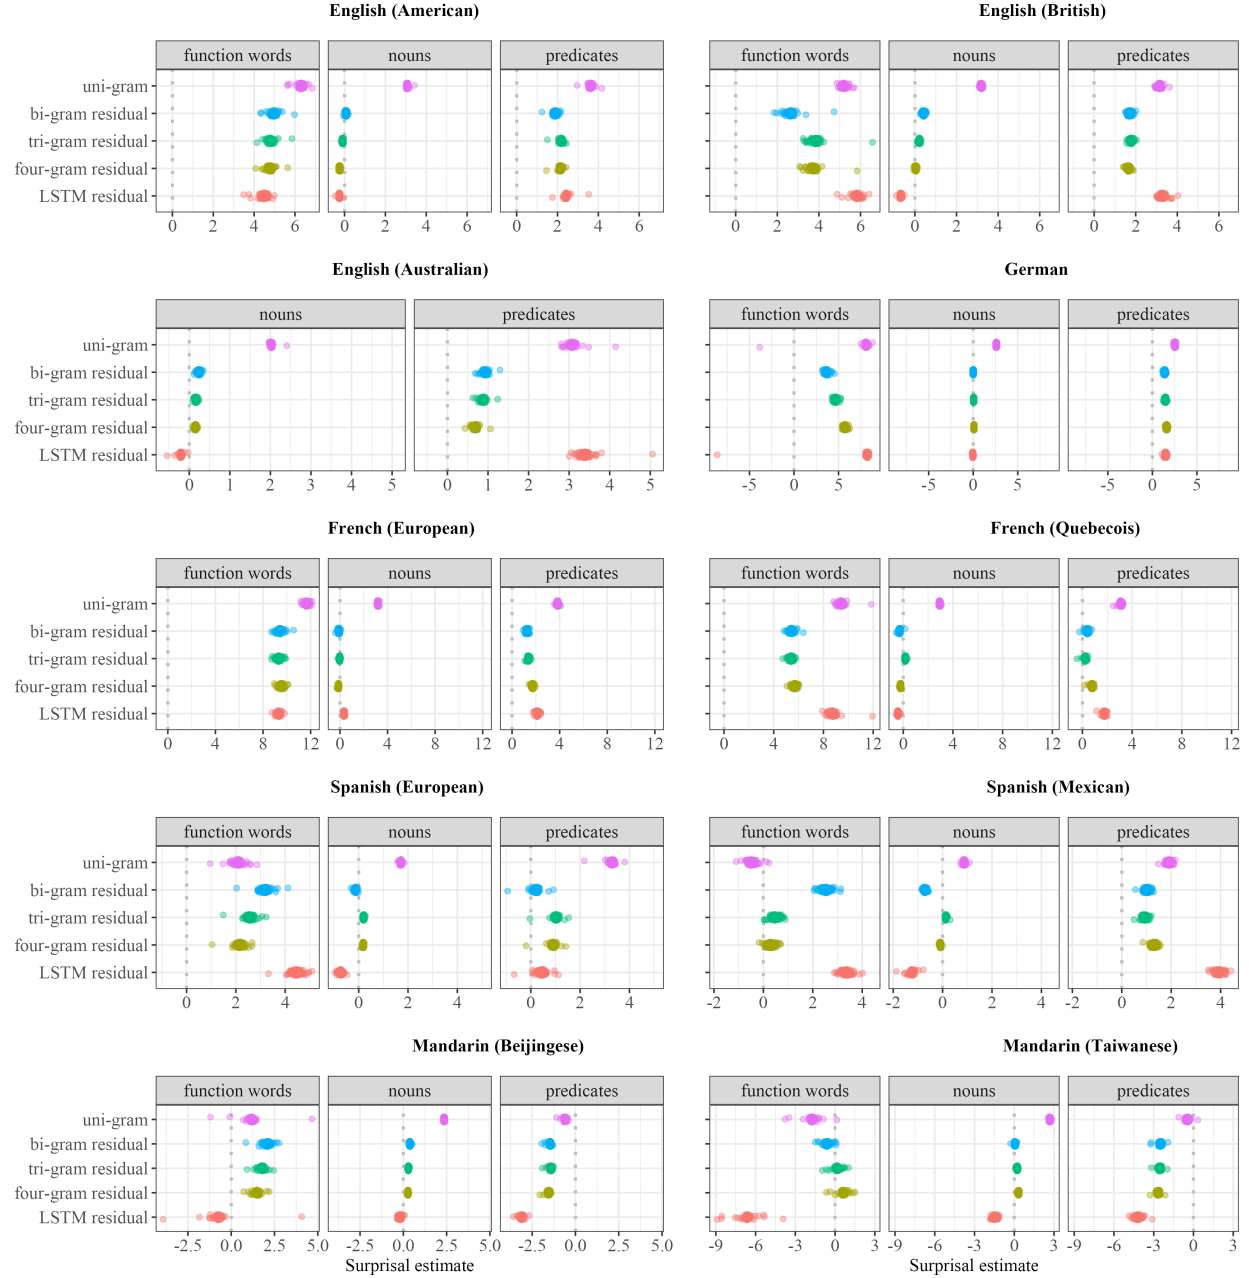 English (American)
English (British)
function words nouns predicates
function words nouns predicates
uni-gram
bi-gram residual
tri-gram residual
four-gram residual
LSTM residual
0 2 4 6 0 2 4 6 0 2 4 6
0 2 4 6 0 2 4 6 0 2 4 6
English (Australian)
German
nouns predicates
function words nouns predicates
uni-gram
bi-gram residual
tri-gram residual
four-gram residual
LSTM residual
0 1 2 3 4 5 0 1 2 3 4 5
-5 0 5 -5 0 5 -5 0 5
French (European)
French (Quebecois)
function words nouns predicates
function words nouns predicates
uni-gram
bi-gram residual
tri-gram residual
four-gram residual
LSTM residual
0 4 8 12 0 4 8 12 0 4 8 12
0 4 8 12 0 4 8 12 0 4 8 12
Spanish (European)
Spanish (Mexican)
function words nouns predicates
function words nouns predicates
uni-gram
bi-gram residual
tri-gram residual
four-gram residual
LSTM residual
0 2 4 0 2 4 0 2 4
-2 0 2 4 -2 0 2 4 -2 0 2 4
Mandarin (Beijingese)
Mandarin (Taiwanese)
function words nouns predicates
function words nouns predicates
uni-gram
bi-gram residual
tri-gram residual
four-gram residual
LSTM residual
-2.5 0.0 2.5 5.0 -2.5 0.0 2.5 5.0 -2.5 0.0 2.5 5.0
-9 -6 -3 0 3 -9 -6 -3 0 3 -9 -6 -3 0 3
Surprisal estimate
Surprisal estimate